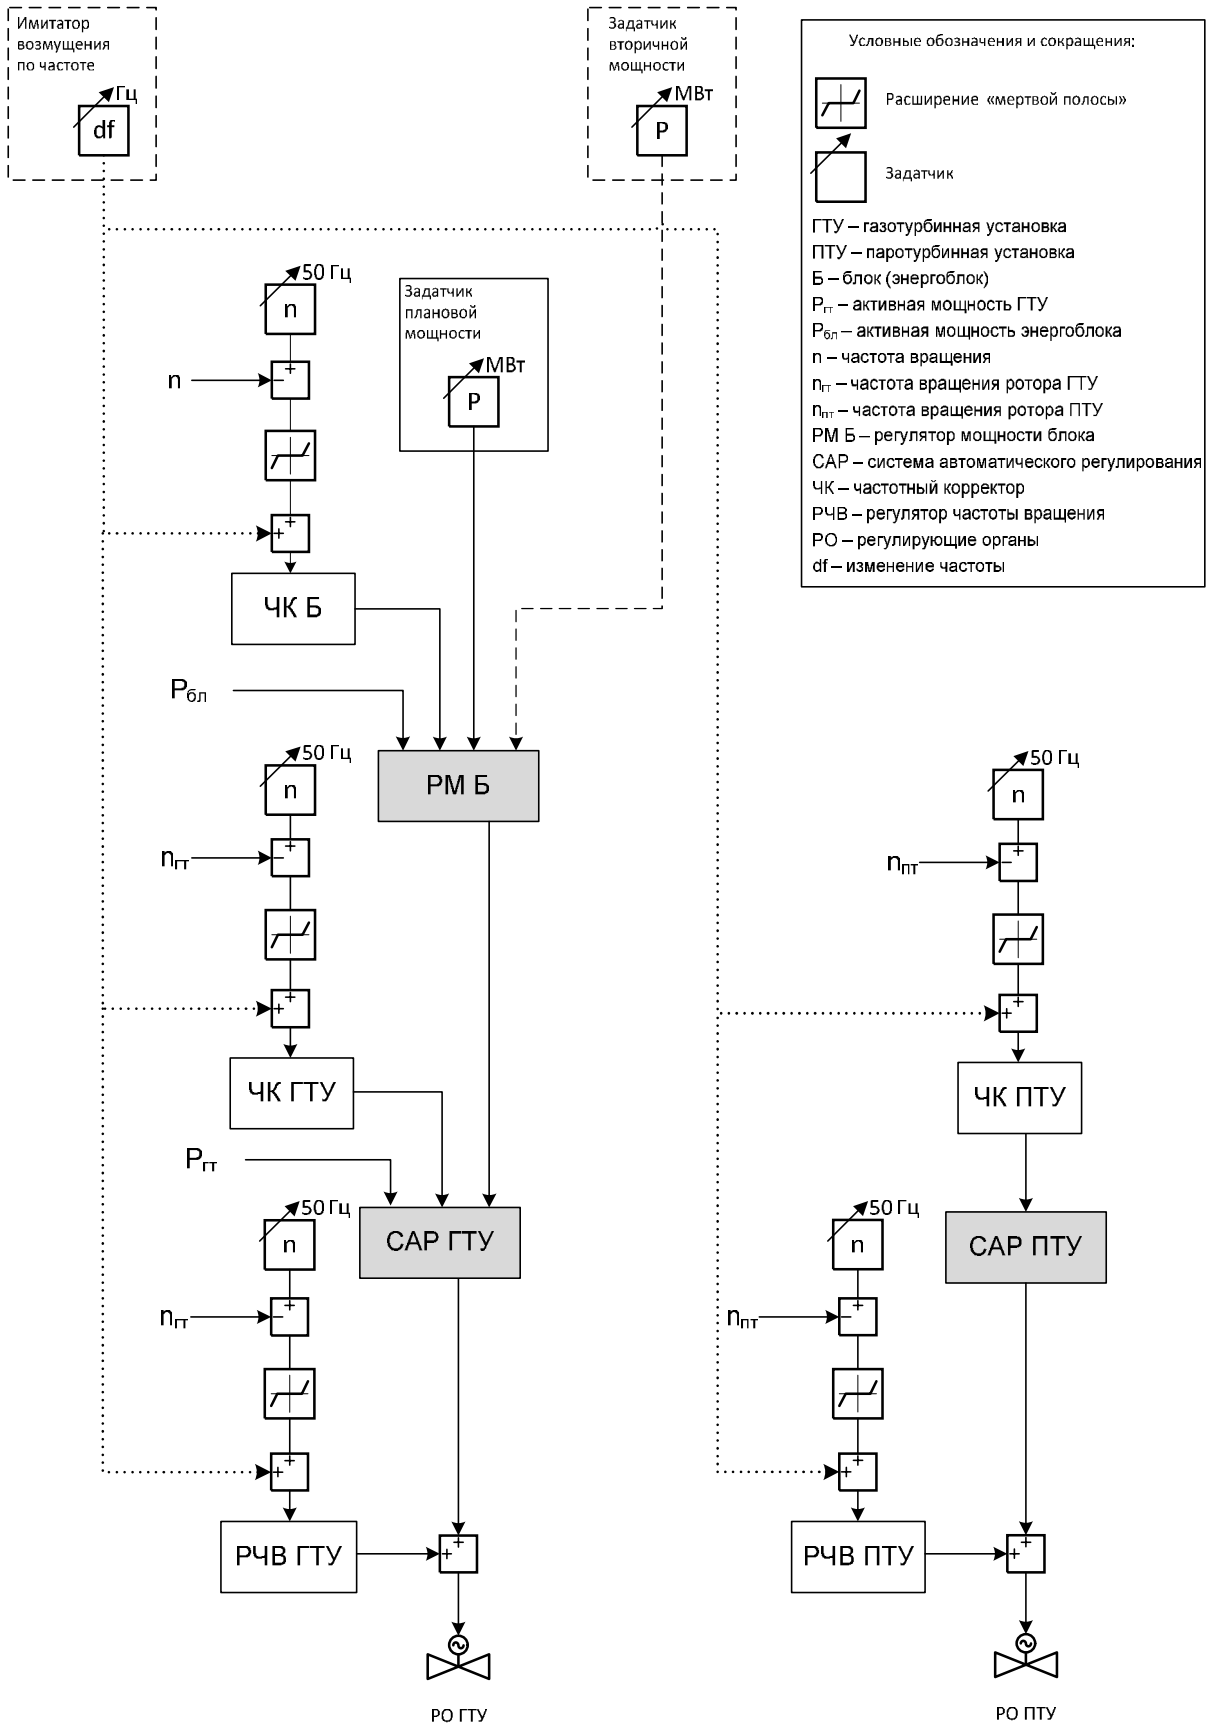 Имитатор
возмущения
по частоте
Гц
df
Задатчик
вторичной
мощности
МВт
P
Условные обозначения и сокращения:
Расширение «мертвой полосы»
Задатчик
ГТУ – газотурбинная установка
ПТУ – паротурбинная установка
Б – блок (энергоблок)
Pгт – активная мощность ГТУ
Pбл – активная мощность энергоблока
n – частота вращения
nгт – частота вращения ротора ГТУ
nпт – частота вращения ротора ПТУ
РМ Б – регулятор мощности блока
САР – система автоматического регулирования
ЧК – частотный корректор
РЧВ – регулятор частоты вращения
РО – регулирующие органы
df – изменение частоты
50 Гц
n
Задатчик
плановой
мощности
МВт
P
+
n
–
+
+
ЧК Б
Pбл
РМ Б
50 Гц
n
+
nгт
–
+
+
ЧК ГТУ
50 Гц
n
+
nпт
–
+
+
ЧК ПТУ
Pгт
САР ГТУ
50 Гц
n
+
nгт
–
+
+
РЧВ ГТУ
+
+
РО ГТУ
САР ПТУ
50 Гц
n
+
nпт
–
+
+
РЧВ ПТУ
+
+
РО ПТУ